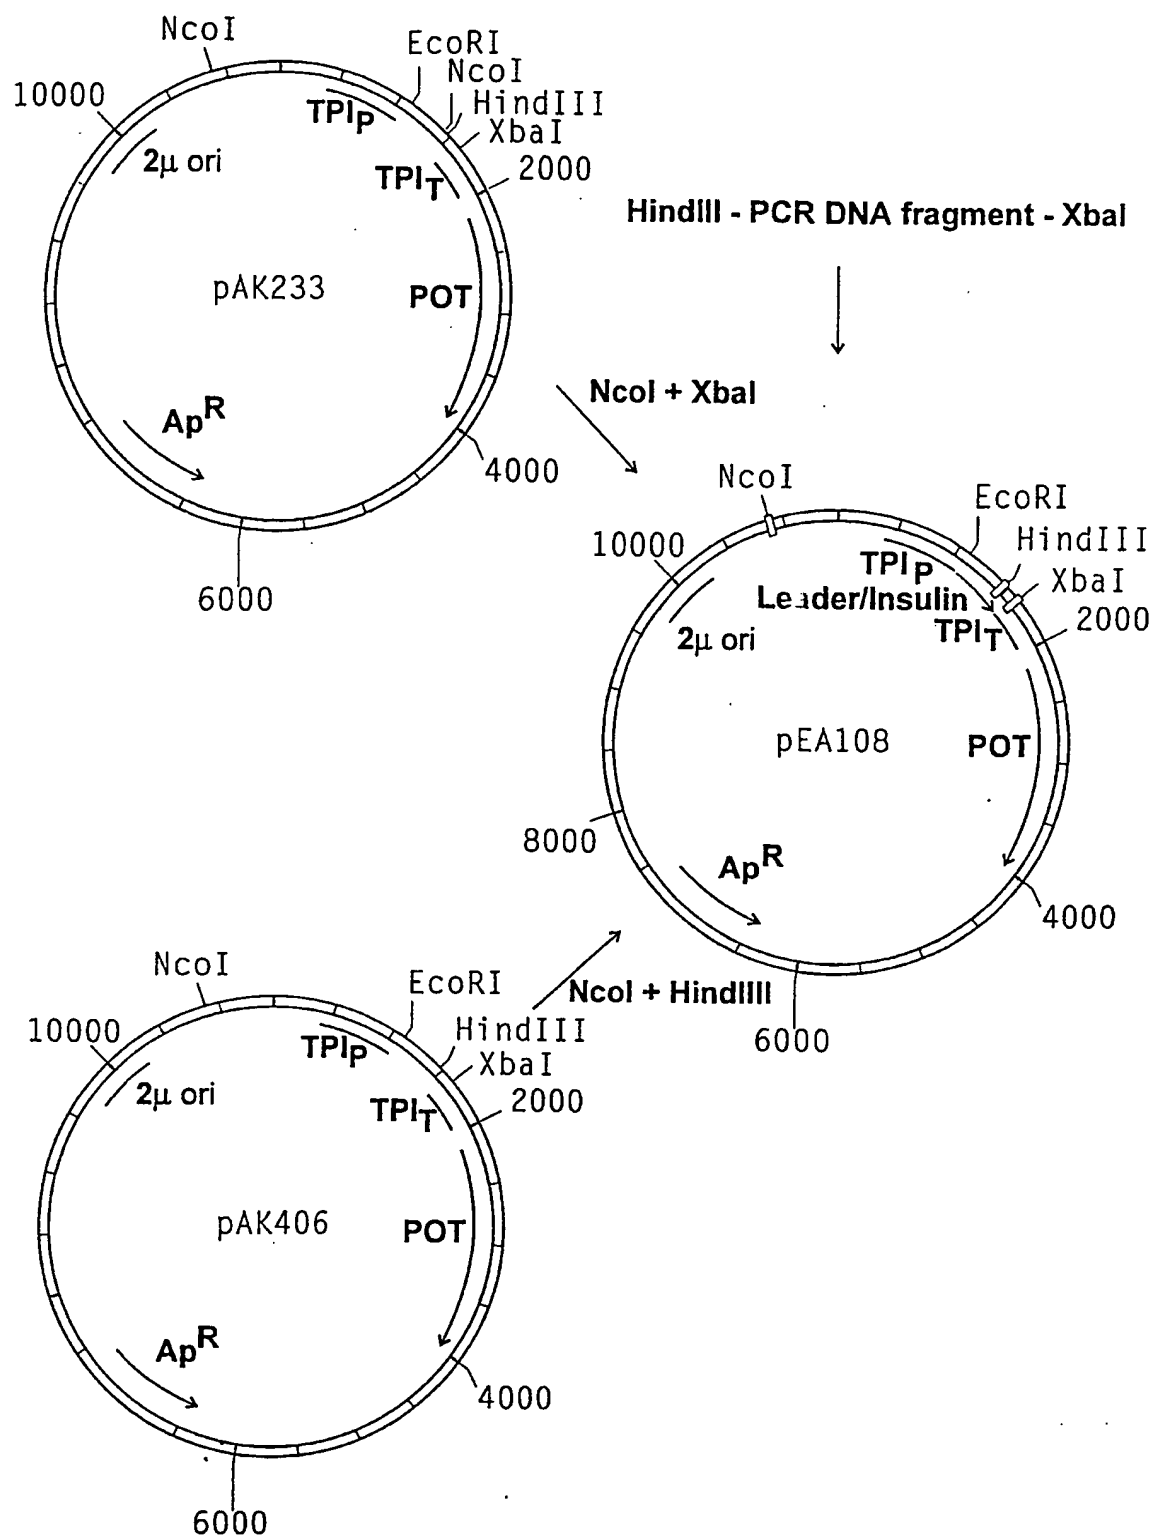 NcoI
EcoRI
NcoI
HindIII
XbaI
10000
TPIP
2µ ori
TPIT
2000
HindIII - PCR DNA fragment - XbaI
pAK233
POT
NcoI + XbaI
ApR
4000
6000
NcoI
EcoRI
HindIII
XbaI
10000
TPIP
Leader/Insulin
2µ ori
TPIT
2000
pEA108
POT
8000
ApR
4000
6000
NcoI + HindIIII
NcoI
EcoRI
HindIII
XbaI
10000
TPIP
2µ ori
TPIT
2000
pAK406
POT
ApR
4000
6000